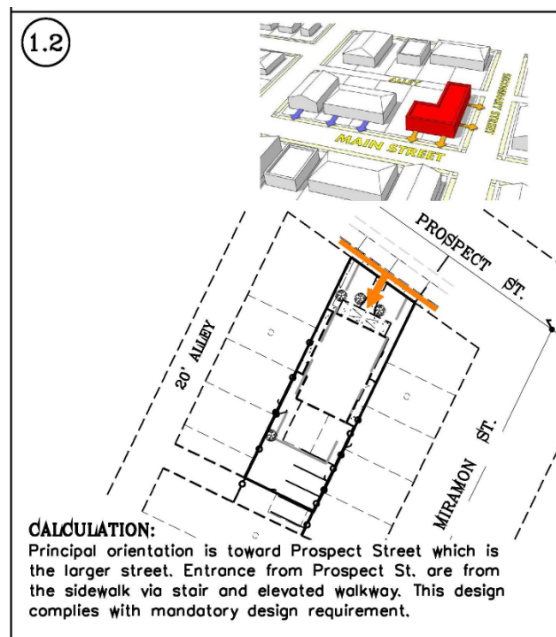 1.2
ALLEY
SECONDARY STREET
MAIN STREET
PROSPECT ST.
20' ALLEY
MIRAMON ST.
CALCULATION:
Principal orientation is toward Prospect Street which is
the larger street. Entrance from Prospect St. are from
the sidewalk via stair and elevated walkway. This design
complies with mandatory design requirement.